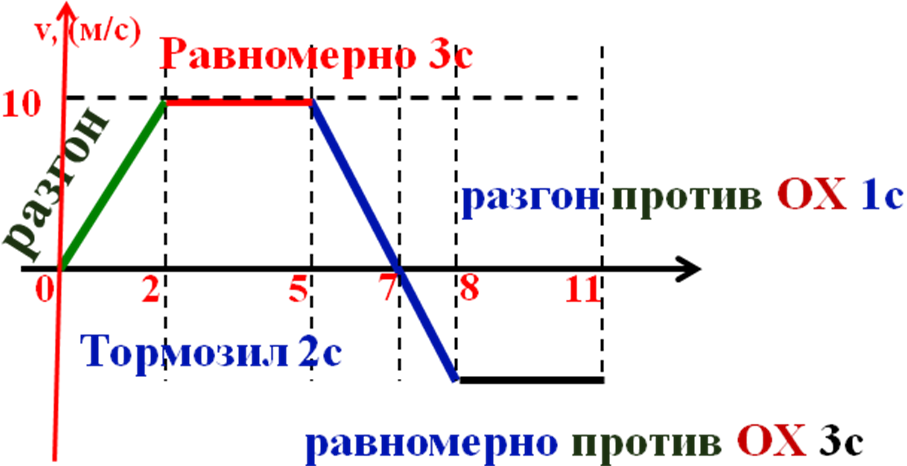 v, (м/с)
Равномерно 3с
10
разгон
разгон против ОХ 1с
0 2 5 7 8 11
Тормозил 2с
равномерно против ОХ 3с